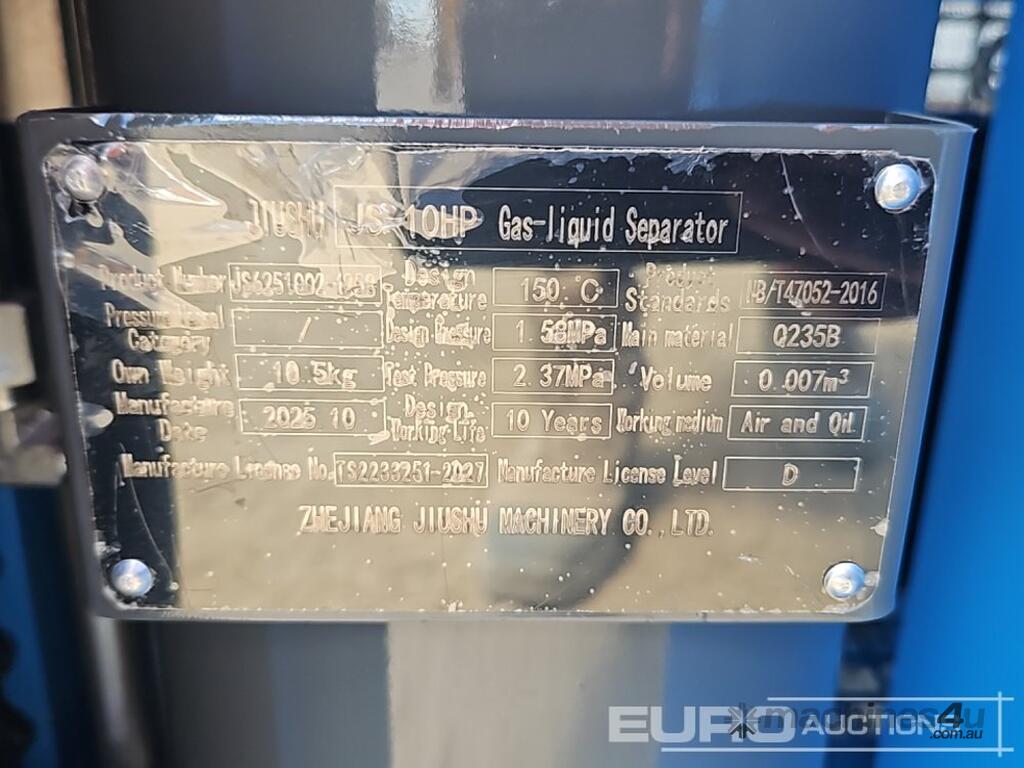 JIUSHU JS-10HP Gas-liquid Separator
Product Number Design Temperature 150 °C Product Standards NB/T47052-2016
Pressure Vessel Category / Design Pressure 1.58MPa Main material Q235B
Own Weight 10.5kg Test Pressure 2.37MPa Volume 0.007m³
Manufacture Date 2025.10 Design Working Life 10 Years Working medium Air and Oil
Manufacture License No. TS2233251-2027 Manufacture License Level D
ZHEJIANG JIUSHU MACHINERY CO., LTD.
EURO AUCTIONS
machines4u
.com.au